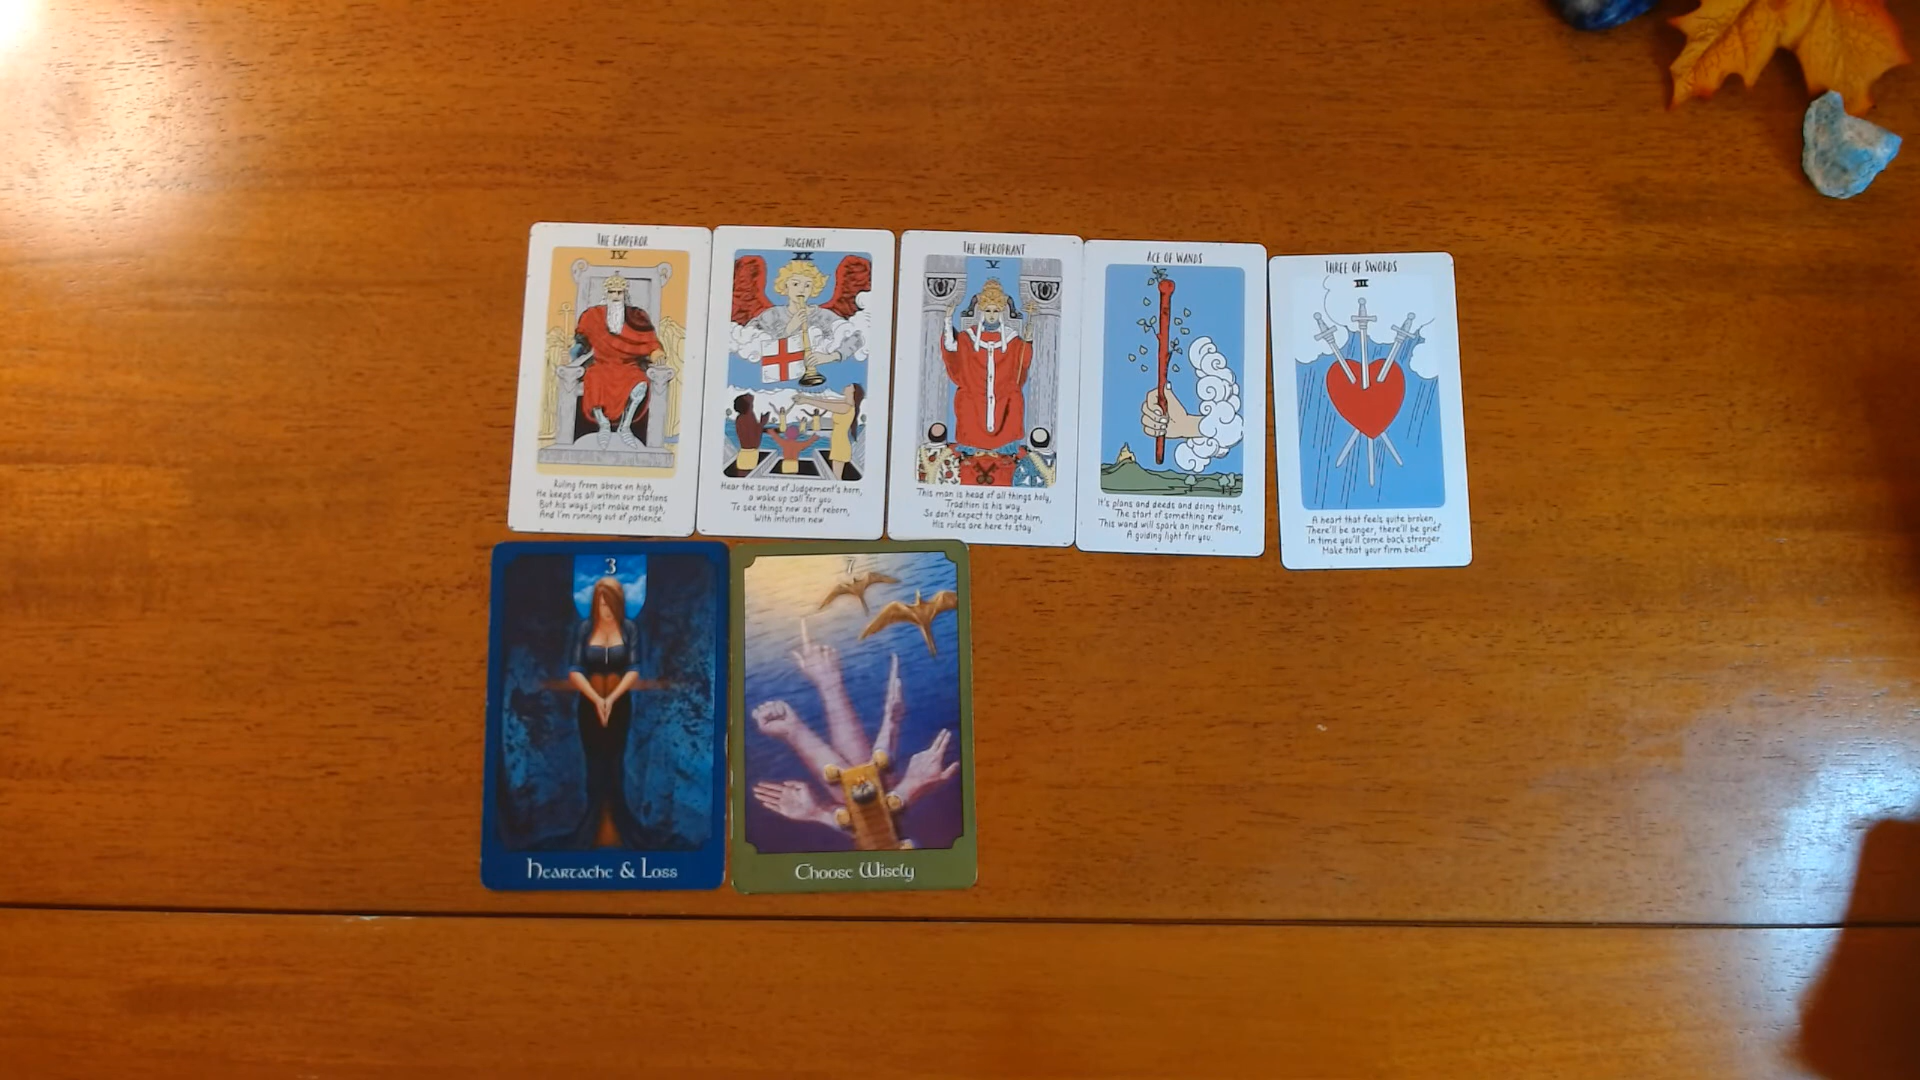 THE EMPEROR
IV
Ruling from above on high,
He keeps us all within our stations
But his ways just make me sigh,
And I'm running out of patience.
JUDGEMENT
XX
Hear the sound of Judgement's horn,
a wake up call for you
To see things now as if reborn,
With intuition new
THE HIEROPHANT
V
This man is head of all things holy,
Tradition is his way
So don't expect to change him,
His rules are here to stay.
ACE OF WANDS
It's plans and deeds and doing things,
The start of something new
This wand will spark an inner flame,
A guiding light for you.
THREE OF SWORDS
III
A heart that feels quite broken,
There'll be anger, there'll be grief
In time you'll come back stronger.
Make that your firm belief
3
Heartache & Loss
7
Choose Wisely